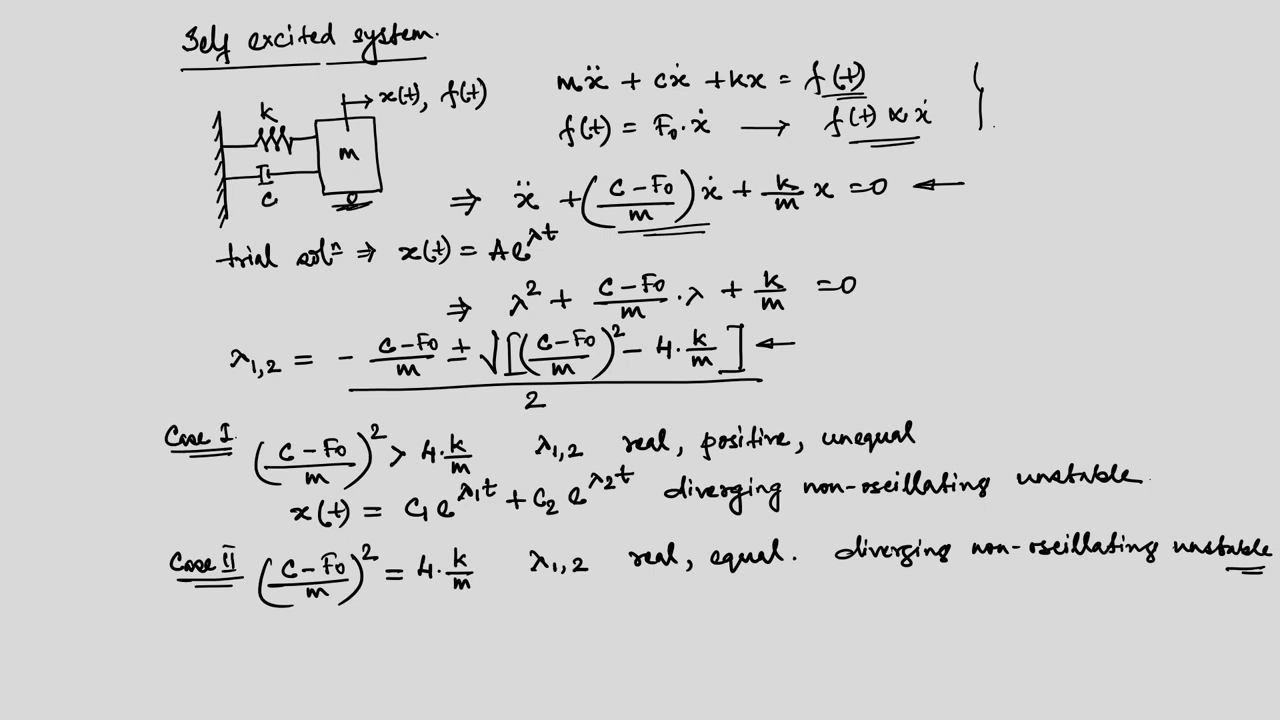 Self excited system.
k
c
m
x(t), f(t)
mẍ + cẋ + kx = f(t)
f(t) = F₀·ẋ → f(t) ∝ ẋ
⇒ ẍ + ((c-F₀)/m) ẋ + k/m x = 0 ←
trial solⁿ ⇒ x(t) = Ae^{λt}
⇒ λ² + (c-F₀)/m · λ + k/m = 0
λ₁,₂ = (-(c-F₀)/m ± √[((c-F₀)/m)² - 4·k/m])/2 ←
Case I ((c-F₀)/m)² > 4·k/m λ₁,₂ real, positive, unequal
x(t) = C₁e^{λ₁t} + C₂e^{λ₂t} diverging non-oscillating unstable
Case II ((c-F₀)/m)² = 4·k/m λ₁,₂ real, equal. diverging non-oscillating unstable